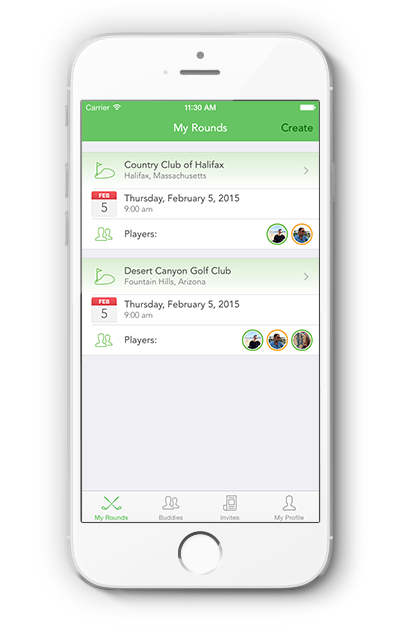 Carrier 11:30 AM
My Rounds Create
Country Club of Halifax
Halifax, Massachusetts
FEB
5
Thursday, February 5, 2015
9:00 am
Players:
Desert Canyon Golf Club
Fountain Hills, Arizona
FEB
5
Thursday, February 5, 2015
9:00 am
Players:
My Rounds Buddies Invites My Profile